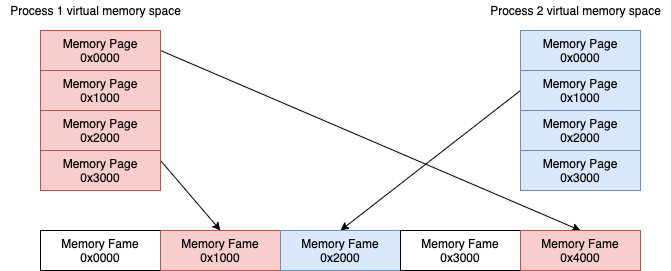 Process 1 virtual memory space
Process 2 virtual memory space
Memory Page
0x0000
Memory Page
0x1000
Memory Page
0x2000
Memory Page
0x3000
Memory Page
0x0000
Memory Page
0x1000
Memory Page
0x2000
Memory Page
0x3000
Memory Fame
0x0000
Memory Fame
0x1000
Memory Fame
0x2000
Memory Fame
0x3000
Memory Fame
0x4000